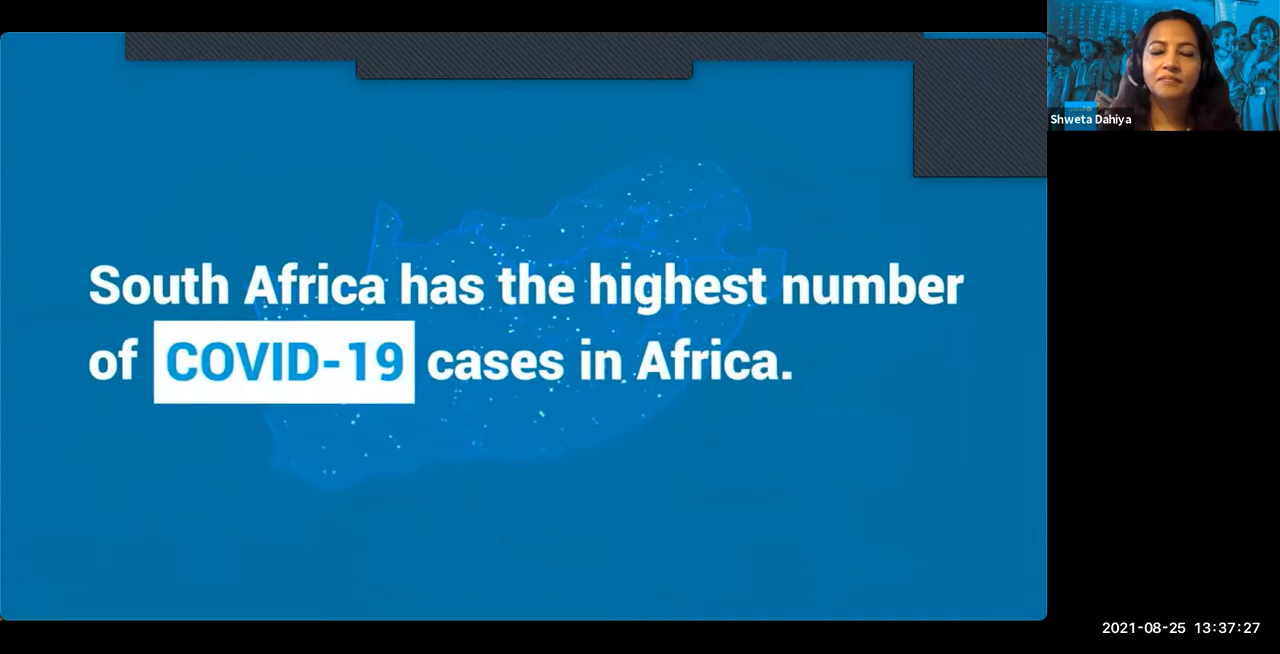 South Africa has the highest number
of COVID-19 cases in Africa.
Shweta Dahiya
2021-08-25 13:37:27